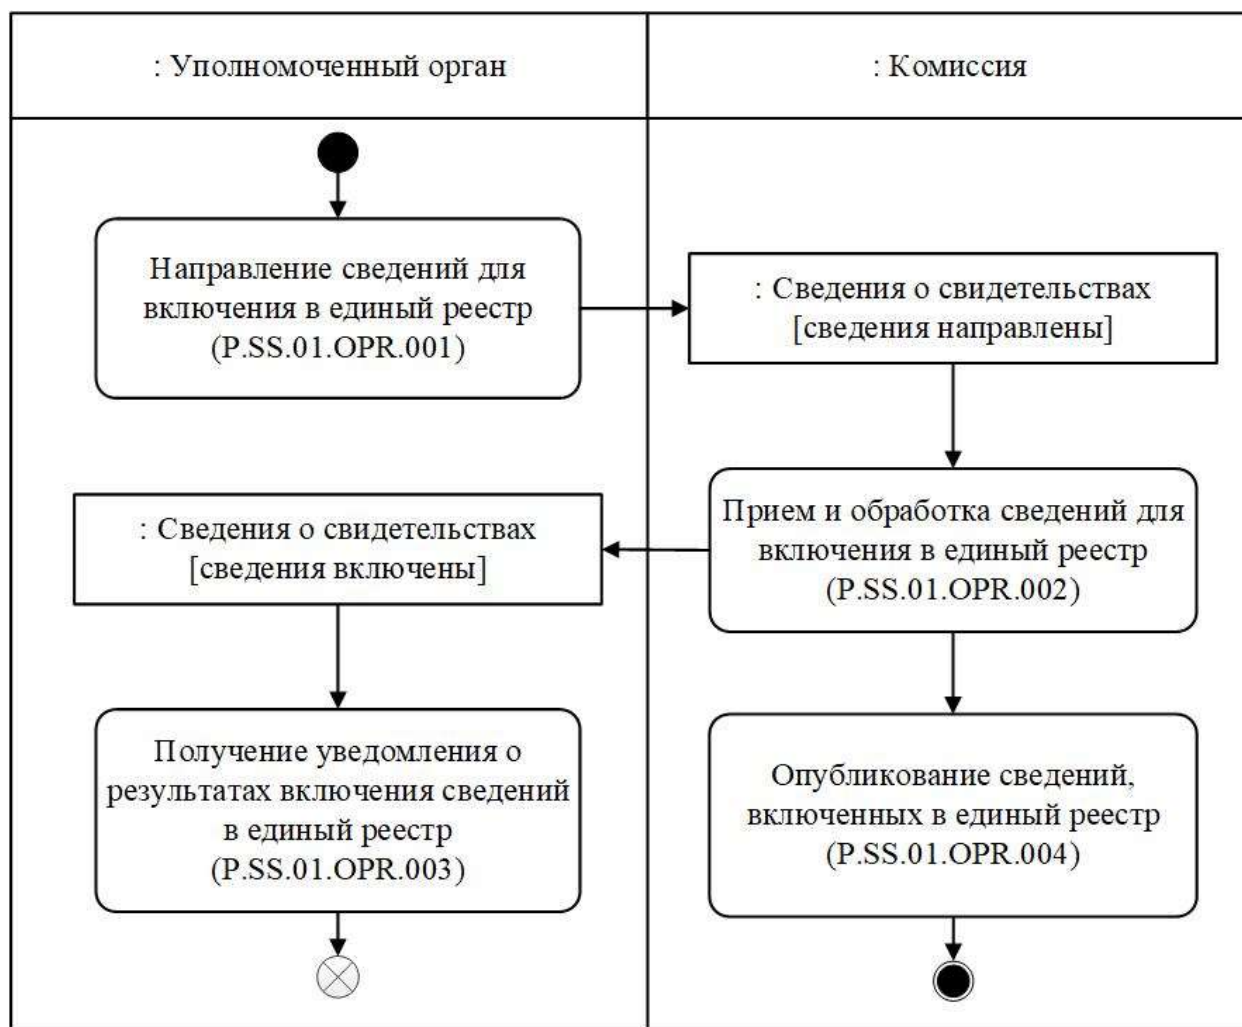 : Уполномоченный орган
: Комиссия
Направление сведений для
включения в единый реестр
(P.SS.01.OPR.001)
: Сведения о свидетельствах
[сведения направлены]
Прием и обработка сведений для
включения в единый реестр
(P.SS.01.OPR.002)
: Сведения о свидетельствах
[сведения включены]
Получение уведомления о
результатах включения сведений
в единый реестр
(P.SS.01.OPR.003)
Опубликование сведений,
включенных в единый реестр
(P.SS.01.OPR.004)